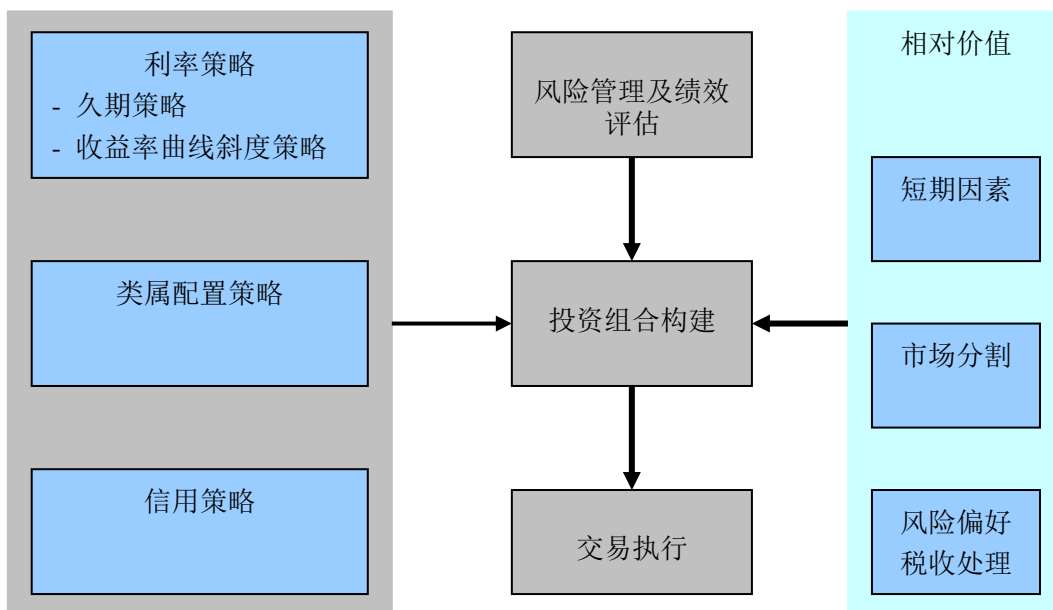 利率策略
- 久期策略
- 收益率曲线斜度策略
类属配置策略
信用策略
风险管理及绩效
评估
投资组合构建
交易执行
相对价值
短期因素
市场分割
风险偏好
税收处理